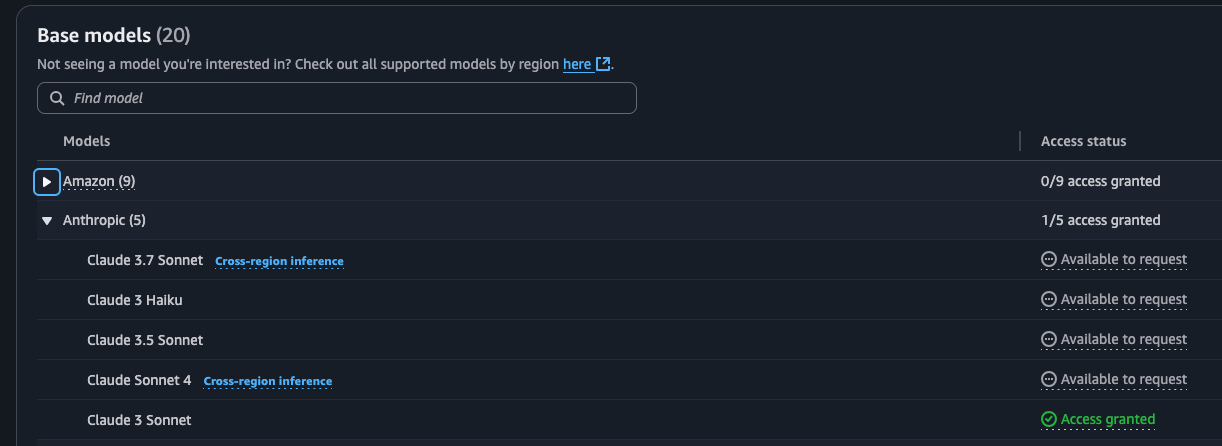 Base models (20)
Not seeing a model you're interested in? Check out all supported models by region here.
Find model
Models Access status
Amazon (9) 0/9 access granted
Anthropic (5) 1/5 access granted
Claude 3.7 Sonnet Cross-region inference Available to request
Claude 3 Haiku Available to request
Claude 3.5 Sonnet Available to request
Claude Sonnet 4 Cross-region inference Available to request
Claude 3 Sonnet Access granted